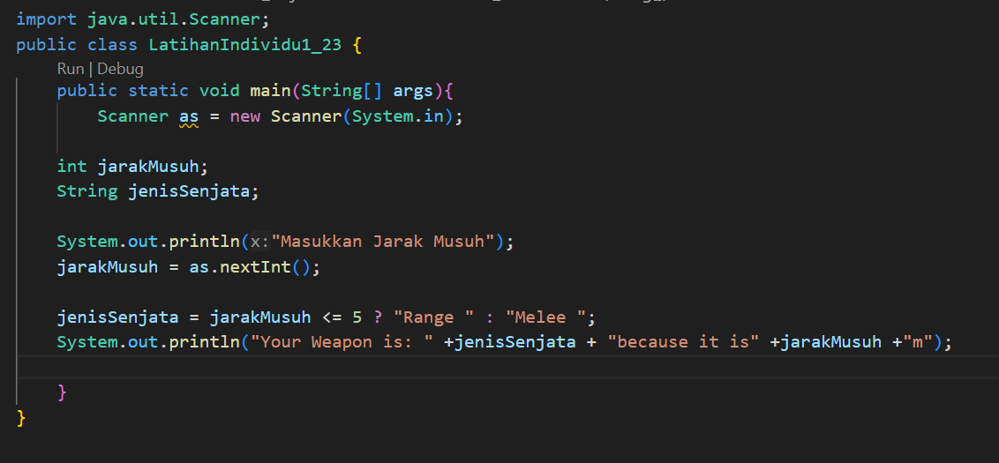 import java.util.Scanner;
public class LatihanIndividu1_23 {
Run | Debug
public static void main(String[] args){
Scanner as = new Scanner(System.in);
int jarakMusuh;
String jenisSenjata;
System.out.println(x:"Masukkan Jarak Musuh");
jarakMusuh = as.nextInt();
jenisSenjata = jarakMusuh <= 5 ? "Range " : "Melee ";
System.out.println("Your Weapon is: " +jenisSenjata + "because it is" +jarakMusuh +"m");
}
}